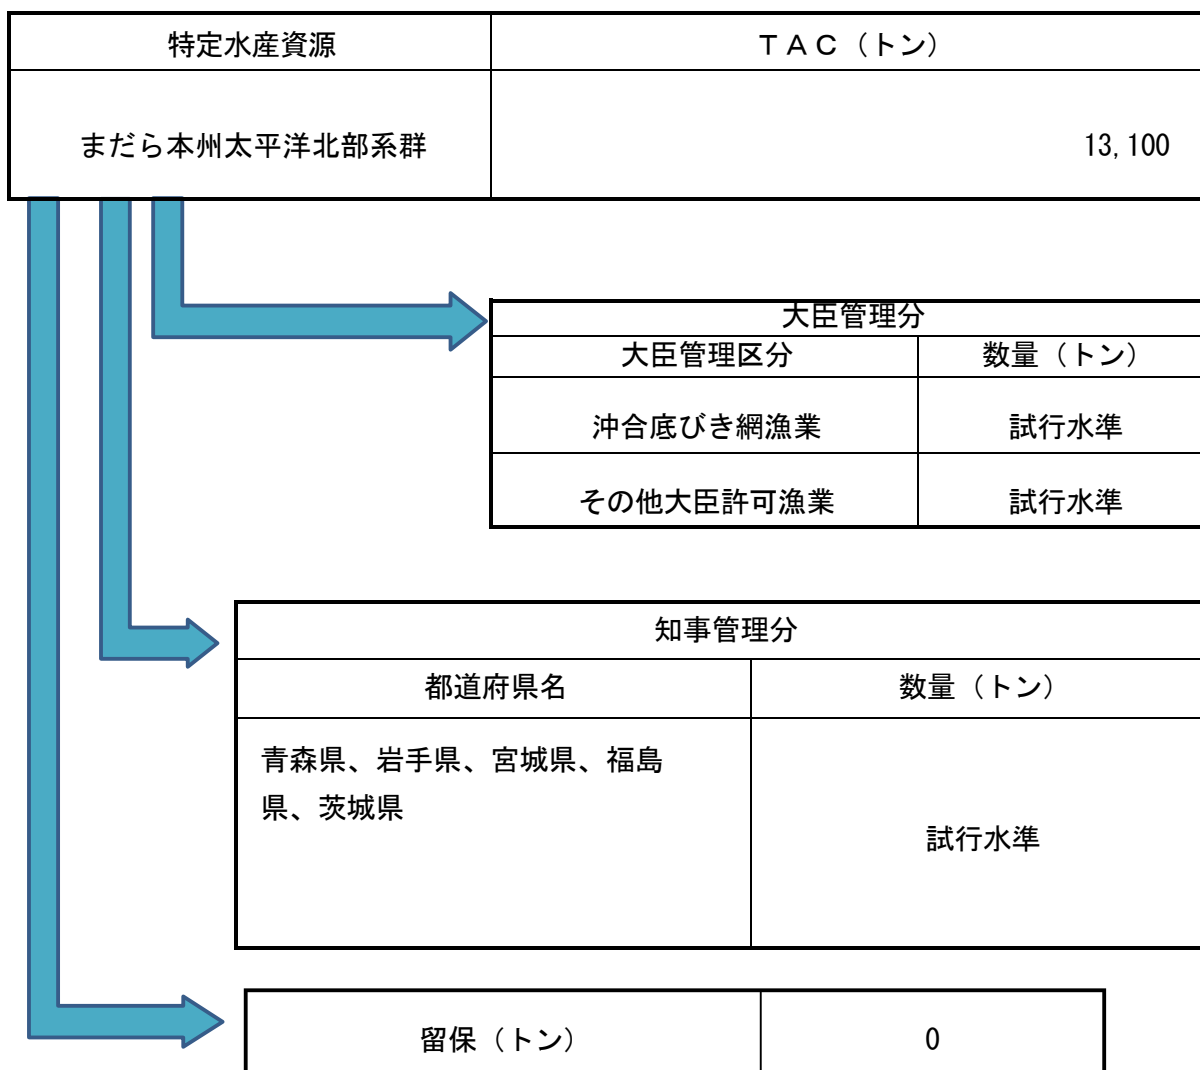 特定水産資源 TAC(トン)
まだら本州太平洋北部系群 13,100
大臣管理分
大臣管理区分 数量(トン)
沖合底びき網漁業 試行水準
その他大臣許可漁業 試行水準
知事管理分
都道府県名 数量(トン)
青森県、岩手県、宮城県、福島
県、茨城県
試行水準
留保(トン) 0